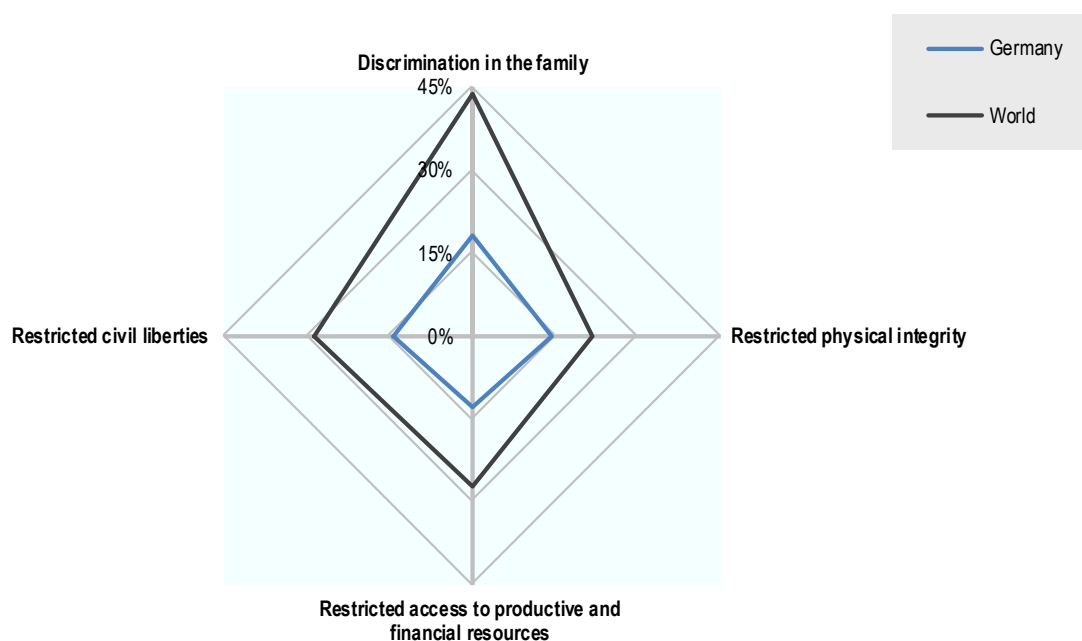 Germany
World
Discrimination in the family
45%
30%
15%
0%
Restricted civil liberties
Restricted physical integrity
Restricted access to productive and
financial resources